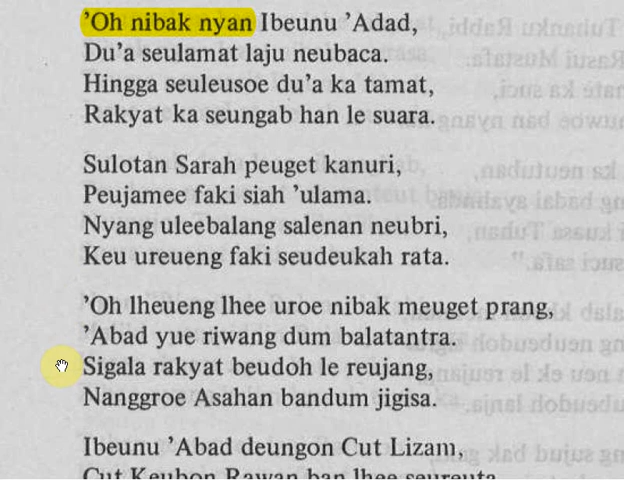 ’Oh nibak nyan Ibeunu ’Adad,
Du’a seulamat laju neubaca.
Hingga seuleusoe du’a ka tamat,
Rakyat ka seungab han le suara.
Sulotan Sarah peuget kanuri,
Peujamee faki siah ’ulama.
Nyang uleebalang salenan neubri,
Keu ureueng faki seudeukah rata.
’Oh lheueng lhee uroe nibak meuget prang,
’Abad yue riwang dum balatantra.
Sigala rakyat beudoh le reujang,
Nanggroe Asahan bandum jigisa.
Ibeunu ’Abad deungon Cut Lizam,
Cut Keubon Rawan ban lhee seureuta